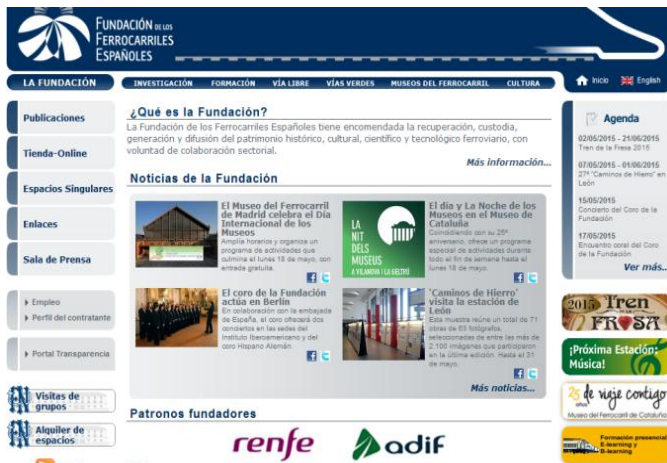 FUNDACIÓN DE LOS
FERROCARRILES
ESPAÑOLES
LA FUNDACIÓN
INVESTIGACIÓN FORMACIÓN VÍA LIBRE VÍAS VERDES MUSEOS DEL FERROCARRIL CULTURA
Inicio English
Publicaciones
Tienda-Online
Espacios Singulares
Enlaces
Sala de Prensa
Empleo
Perfil del contratante
Portal Transparencia
Visitas de
grupos
Alquiler de
espacios
¿Qué es la Fundación?
La Fundación de los Ferrocarriles Españoles tiene encomendada la recuperación, custodia,
generación y difusión del patrimonio histórico, cultural, científico y tecnológico ferroviario, con
voluntad de colaboración sectorial.
Más información...
Noticias de la Fundación
El Museo del Ferrocarril
de Madrid celebra el Día
Internacional de los
Museos
Amplía horarios y organiza un
programa de actividades que
culmina el lunes 18 de mayo, con
entrada gratuita.
LA
NIT
DELS
MUSEUS
A VILANOVA I LA GELTRÚ
El día y La Noche de los
Museos en el Museo de
Cataluña
Coincidiendo con su 25º
aniversario, ofrece un programa
especial de actividades durante
todo el fin de semana hasta el
lunes 18 de mayo.
El coro de la Fundación
actúa en Berlín
En colaboración con la embajada
de España, el coro ofrecerá dos
conciertos en las sedes del
Instituto Iberoamericano y del
coro Hispano Alemán.
'Caminos de Hierro'
visita la estación de
León
Esta muestra reúne un total de 71
obras de 63 fotógrafos,
seleccionadas de entre las más de
2.100 imágenes que participaron
en la última edición. Hasta el 31
de mayo.
Más noticias...
Patronos fundadores
renfe adif
Agenda
02/05/2015 - 21/06/2015
Tren de la Fresa 2015
07/05/2015 - 01/06/2015
27º "Caminos de Hierro" en
León
15/05/2015
Concierto del Coro de la
Fundación
17/05/2015
Encuentro coral del Coro
de la Fundación
Ver más...
2015 Tren
FRESA
¡Próxima Estación:
Música!
25 años de viaje contigo
Museo del Ferrocarril de Cataluña
Formación presencial
E-learning y
B-learning